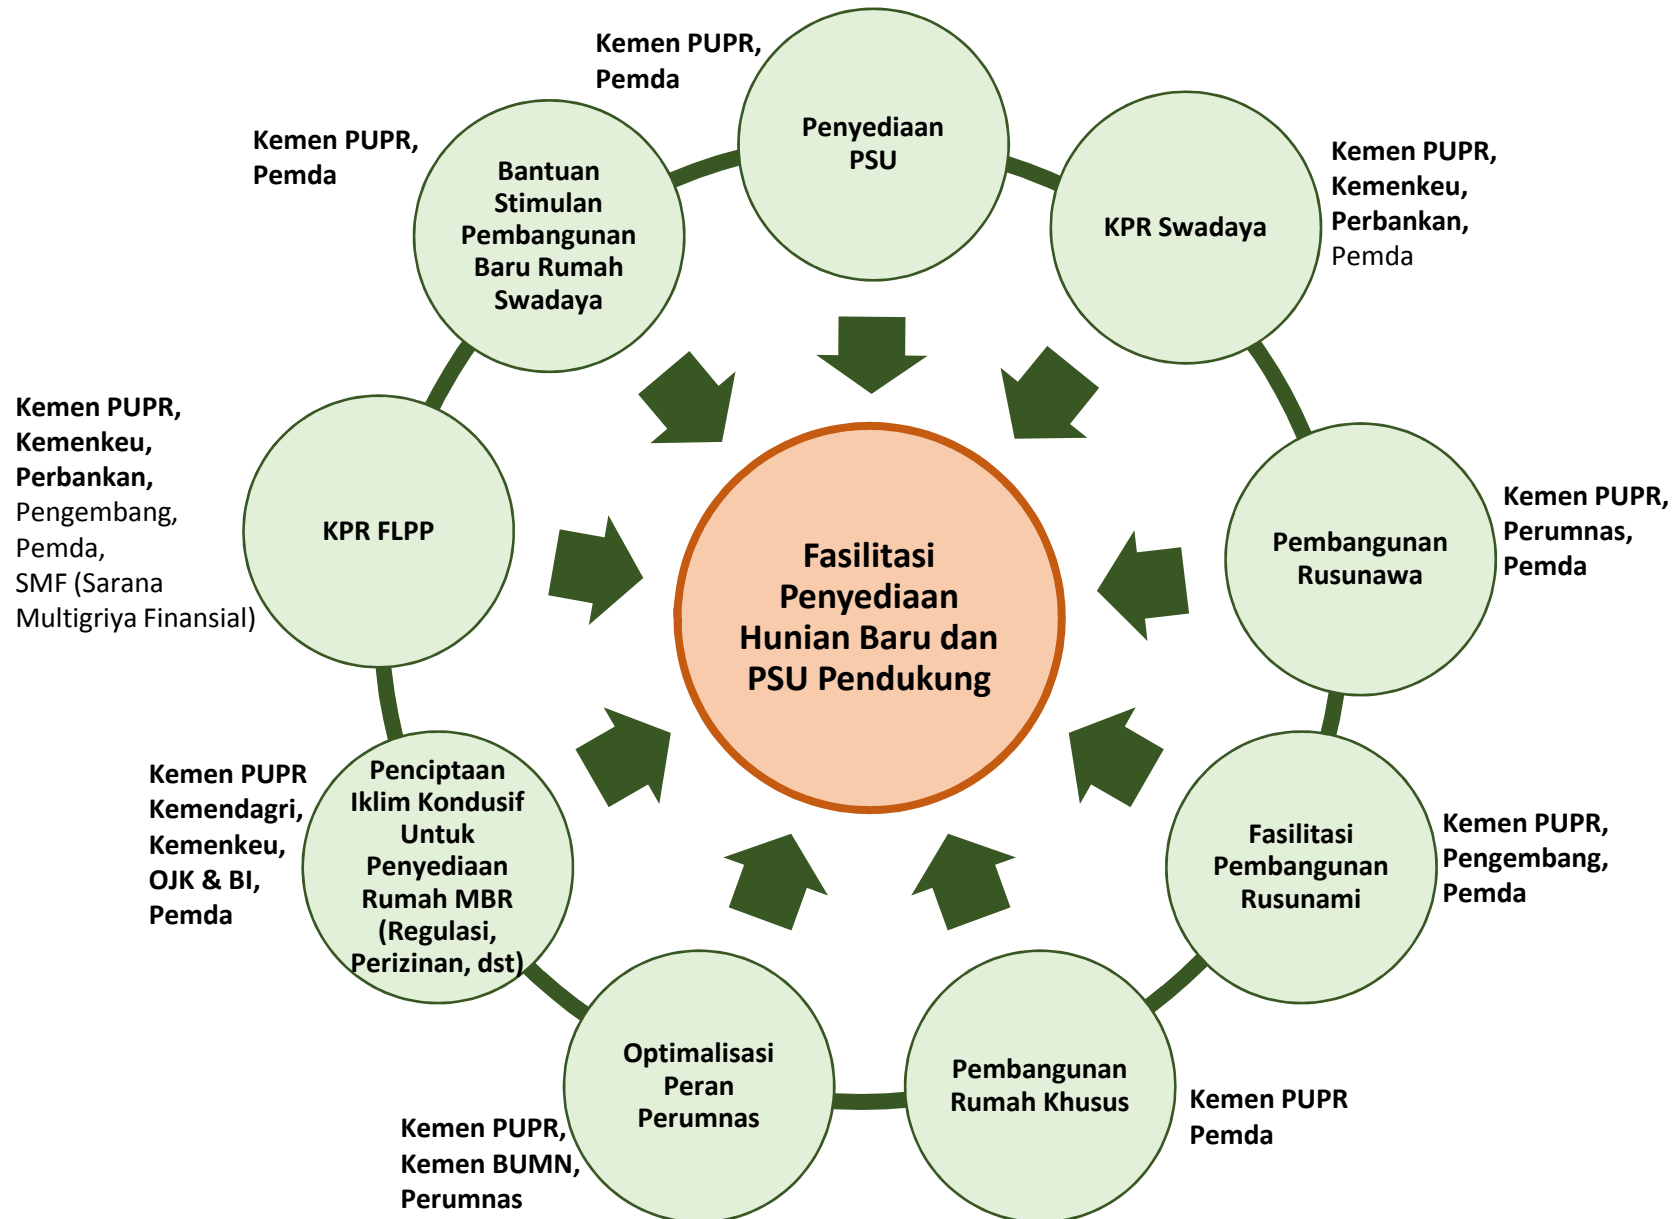 Kemen PUPR,
Pemda
Penyediaan
PSU
Kemen PUPR,
Kemenkeu,
Perbankan,
Pemda
KPR Swadaya
Kemen PUPR,
Pemda
Bantuan
Stimulan
Pembangunan
Baru Rumah
Swadaya
Kemen PUPR,
Kemenkeu,
Perbankan,
Pengembang,
Pemda,
SMF (Sarana
Multigriya Finansial)
KPR FLPP
Fasilitasi
Penyediaan
Hunian Baru dan
PSU Pendukung
Pembangunan
Rusunawa
Kemen PUPR,
Perumnas,
Pemda
Kemen PUPR
Kemendagri,
Kemenkeu,
OJK & BI,
Pemda
Penciptaan
Iklim Kondusif
Untuk
Penyediaan
Rumah MBR
(Regulasi,
Perizinan, dst)
Fasilitasi
Pembangunan
Rusunami
Kemen PUPR,
Pengembang,
Pemda
Optimalisasi
Peran
Perumnas
Kemen PUPR,
Kemen BUMN,
Perumnas
Pembangunan
Rumah Khusus
Kemen PUPR
Pemda